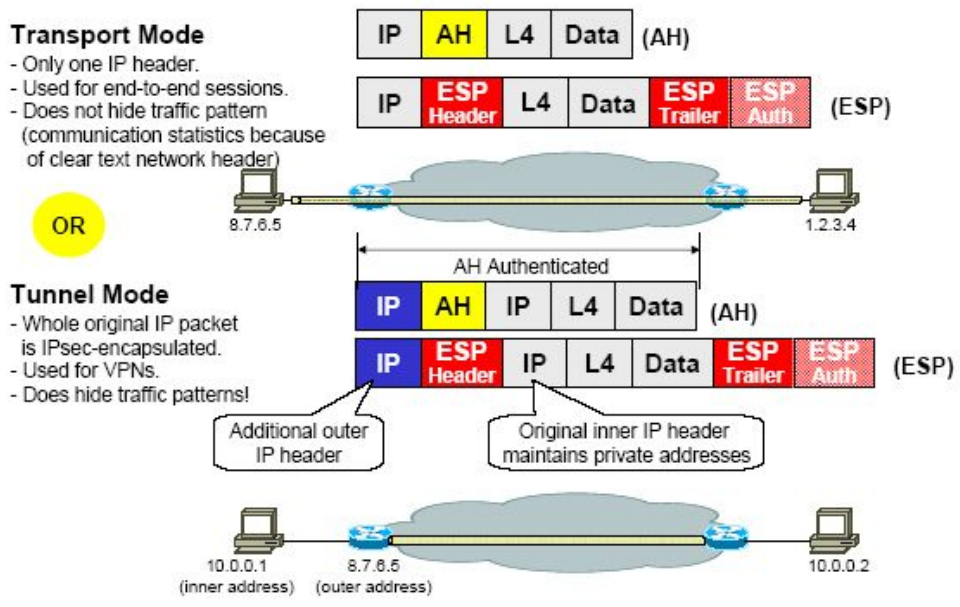 Transport Mode
- Only one IP header.
- Used for end-to-end sessions.
- Does not hide traffic pattern
(communication statistics because
of clear text network header)
IP AH L4 Data (AH)
IP ESP Header L4 Data ESP Trailer ESP Auth (ESP)
8.7.6.5
1.2.3.4
OR
AH Authenticated
Tunnel Mode
- Whole original IP packet
is IPsec-encapsulated.
- Used for VPNs.
- Does hide traffic patterns!
IP AH IP L4 Data (AH)
IP ESP Header IP L4 Data ESP Trailer ESP Auth (ESP)
Additional outer
IP header
Original inner IP header
maintains private addresses
10.0.0.1
(inner address)
8.7.6.5
(outer address)
10.0.0.2